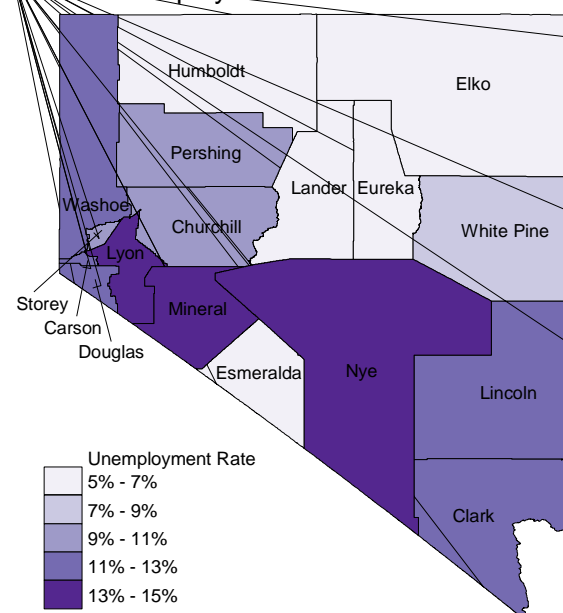 Humboldt
Elko
Pershing
Lander
Eureka
Washoe
Churchill
White Pine
Lyon
Storey
Carson
Douglas
Mineral
Esmeralda
Nye
Lincoln
Clark
Unemployment Rate
5% - 7%
7% - 9%
9% - 11%
11% - 13%
13% - 15%